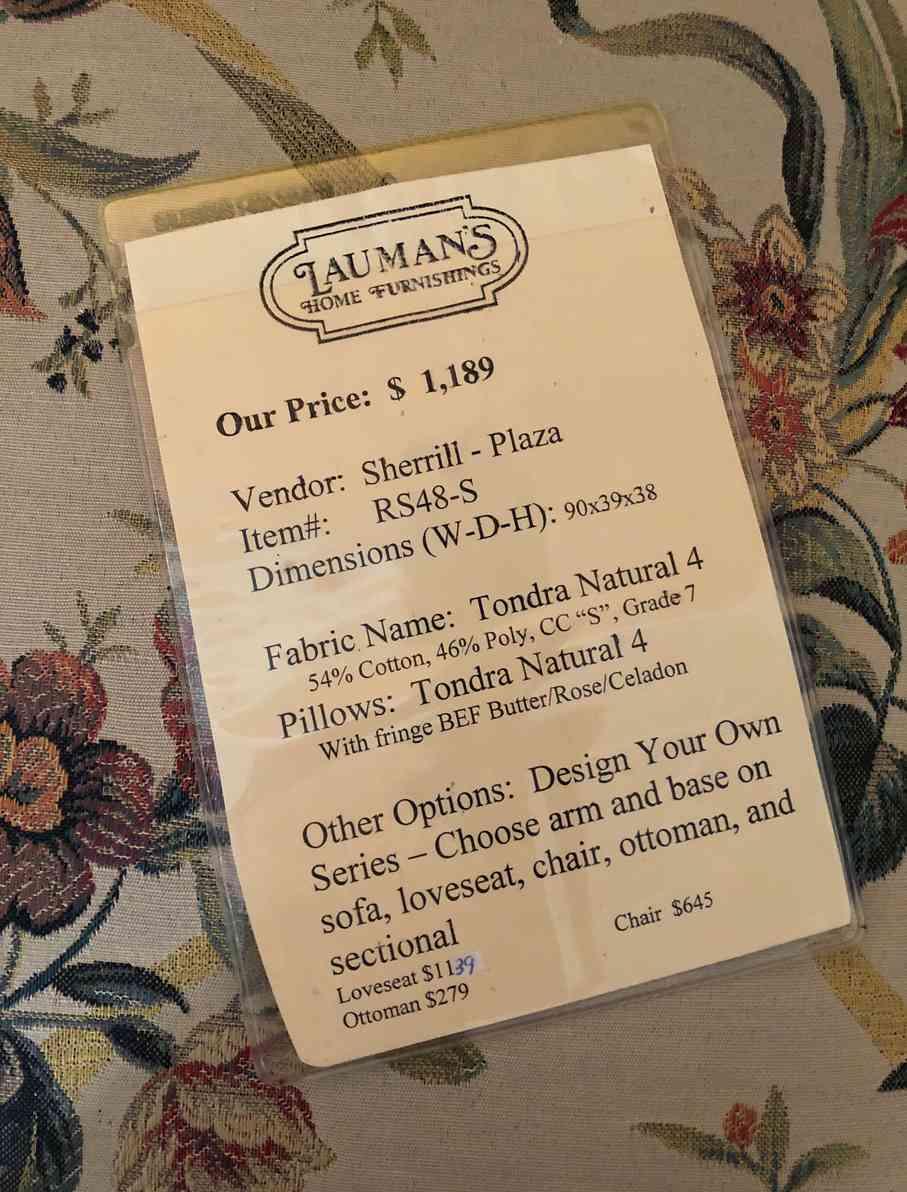 LAUMAN'S
HOME FURNISHINGS
Our Price: $ 1,189
Vendor: Sherrill - Plaza
Item#: RS48-S
Dimensions (W-D-H): 90x39x38
Fabric Name: Tondra Natural 4
54% Cotton, 46% Poly, CC “S”, Grade 7
Pillows: Tondra Natural 4
With fringe BEF Butter/Rose/Celadon
Other Options: Design Your Own
Series – Choose arm and base on
sofa, loveseat, chair, ottoman, and
sectional
Loveseat $1139
Chair $645
Ottoman $279